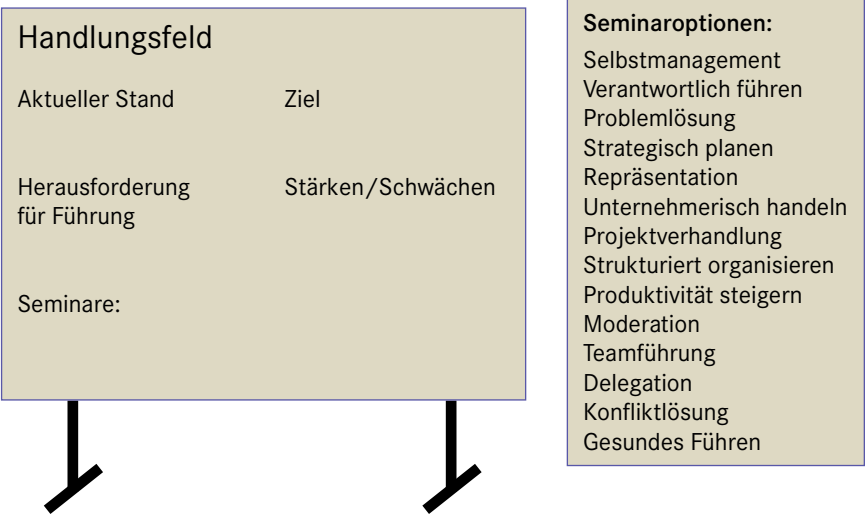 Handlungsfeld
Aktueller Stand
Ziel
Herausforderung
für Führung
Stärken/Schwächen
Seminare:
Seminaroptionen:
Selbstmanagement
Verantwortlich führen
Problemlösung
Strategisch planen
Repräsentation
Unternehmerisch handeln
Projektverhandlung
Strukturiert organisieren
Produktivität steigern
Moderation
Teamführung
Delegation
Konfliktlösung
Gesundes Führen